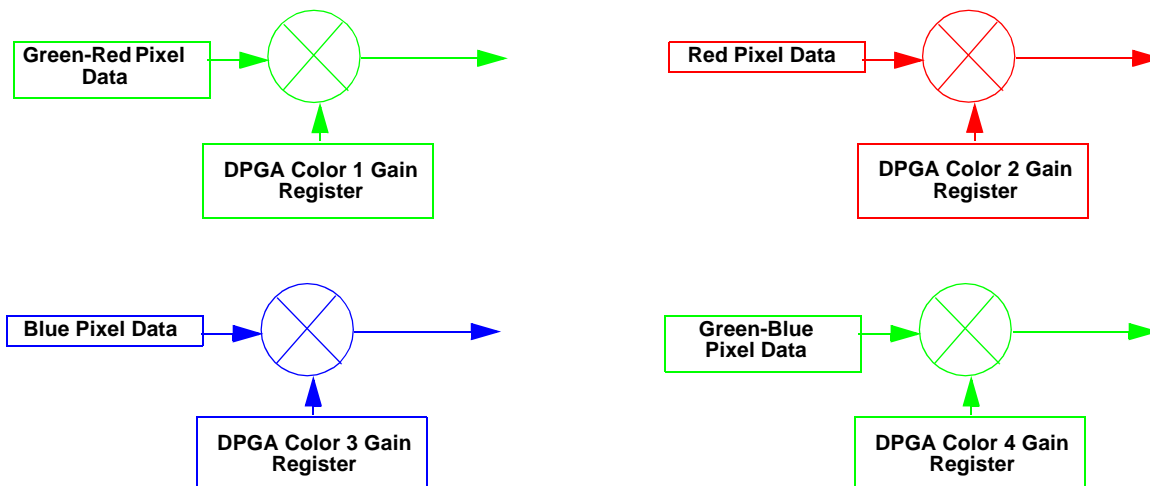 Green-Red Pixel
Data
DPGA Color 1 Gain
Register
Red Pixel Data
DPGA Color 2 Gain
Register
Blue Pixel Data
DPGA Color 3 Gain
Register
Green-Blue
Pixel Data
DPGA Color 4 Gain
Register